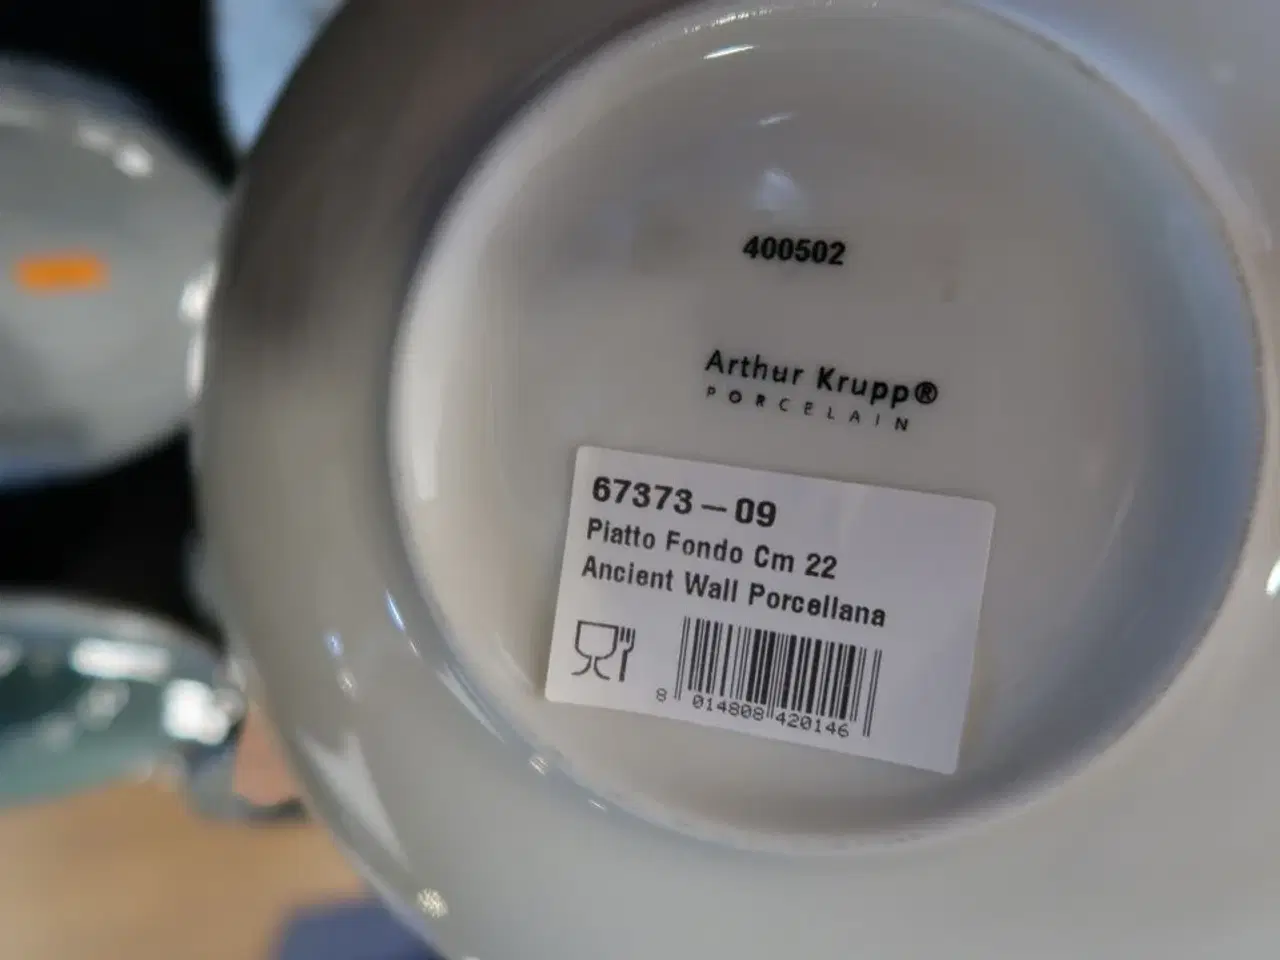 400502
Arthur Krupp®
PORCELAIN
67373-09
Piatto Fondo Cm 22
Ancient Wall Porcellana
8 014808 420146